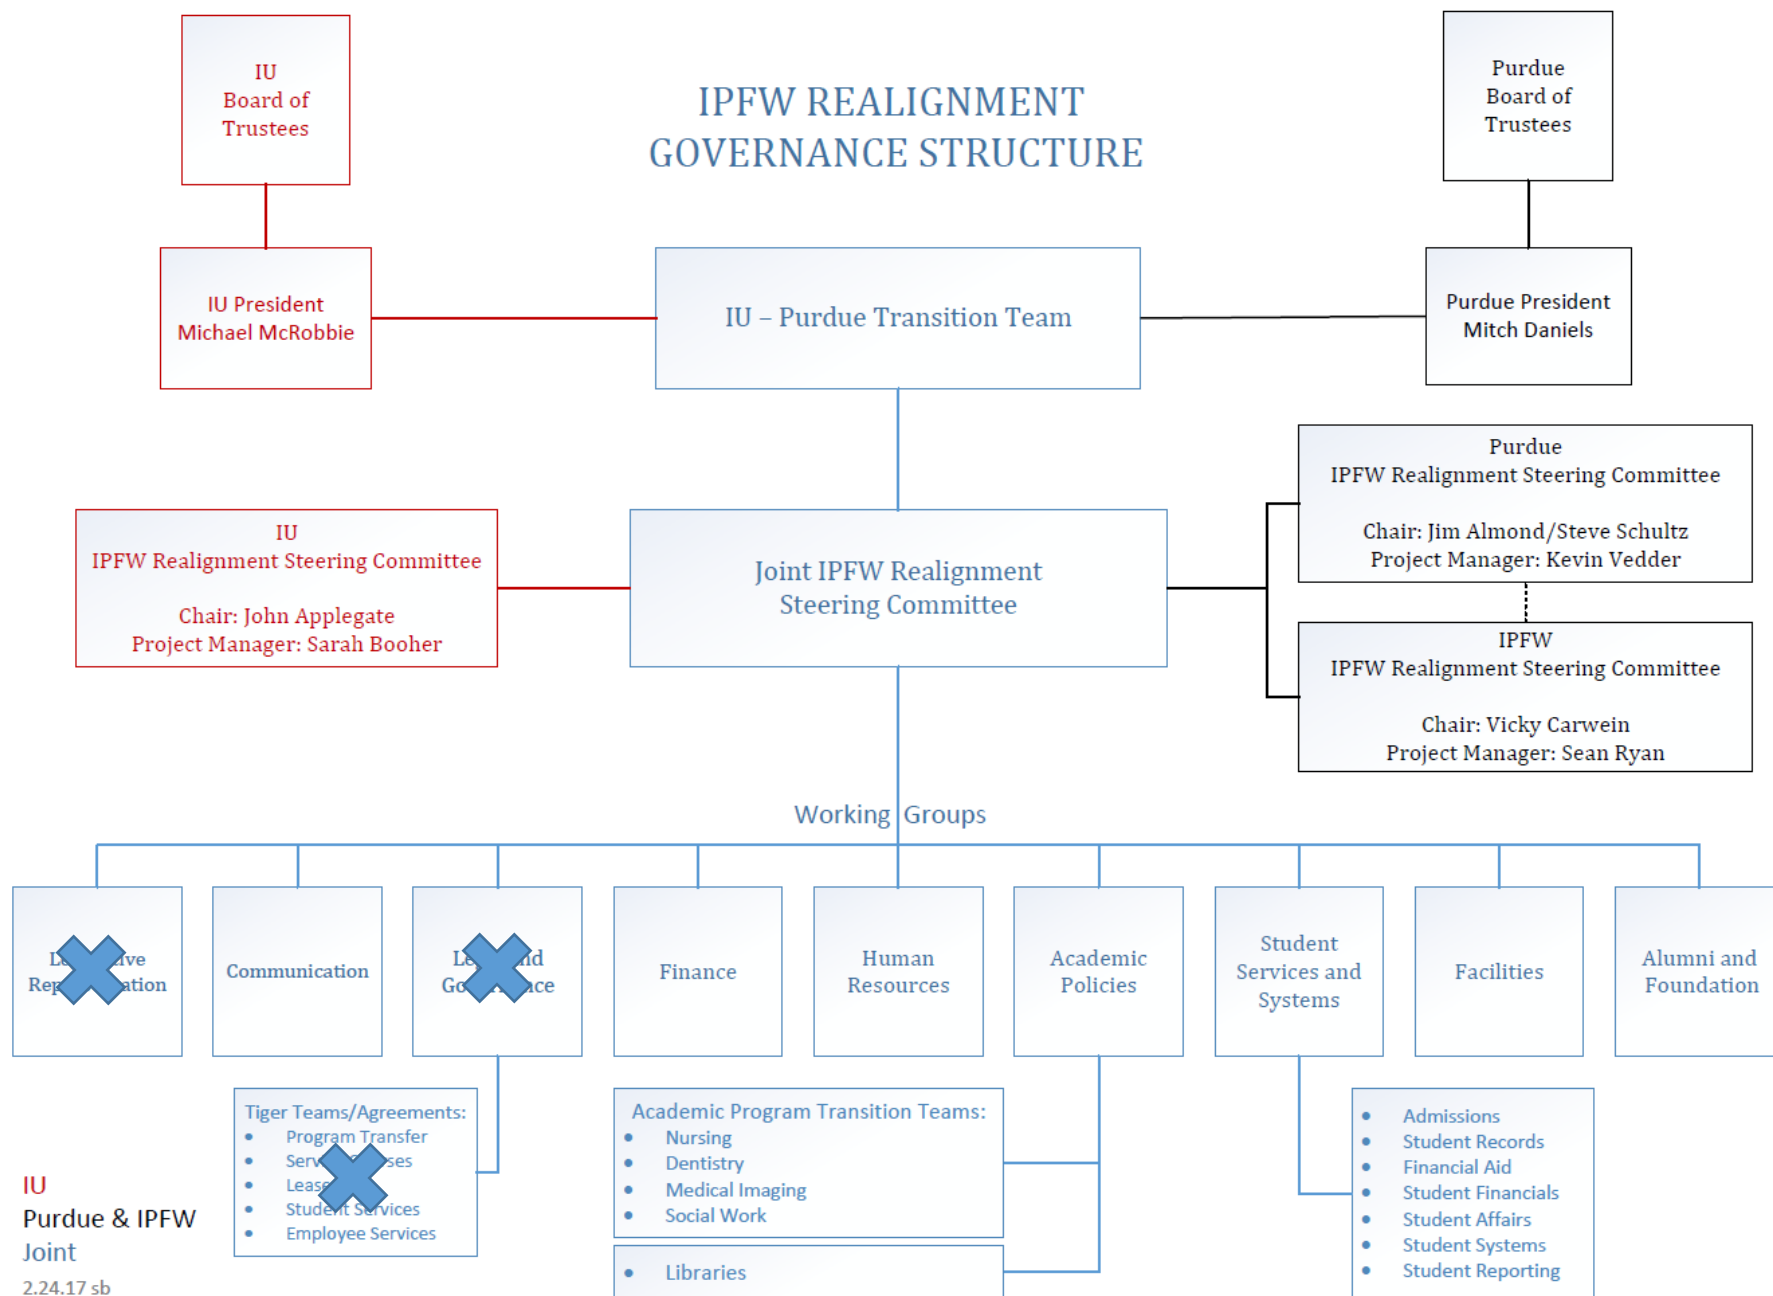 IU
Board of
Trustees
IPFW REALIGNMENT
GOVERNANCE STRUCTURE
Purdue
Board of
Trustees
IU President
Michael McRobbie
IU – Purdue Transition Team
Purdue President
Mitch Daniels
IU
IPFW Realignment Steering Committee
Chair: John Applegate
Project Manager: Sarah Booher
Joint IPFW Realignment
Steering Committee
Purdue
IPFW Realignment Steering Committee
Chair: Jim Almond/Steve Schultz
Project Manager: Kevin Vedder
IPFW
IPFW Realignment Steering Committee
Chair: Vicky Carwein
Project Manager: Sean Ryan
Working Groups
Communication
Finance
Human
Resources
Academic
Policies
Student
Services and
Systems
Facilities
Alumni and
Foundation
Tiger Teams/Agreements:
• Program Transfer
•
• Lease
• Student Services
• Employee Services
Academic Program Transition Teams:
• Nursing
• Dentistry
• Medical Imaging
• Social Work
• Libraries
• Admissions
• Student Records
• Financial Aid
• Student Financials
• Student Affairs
• Student Systems
• Student Reporting
IU
Purdue & IPFW
Joint
2.24.17 sb